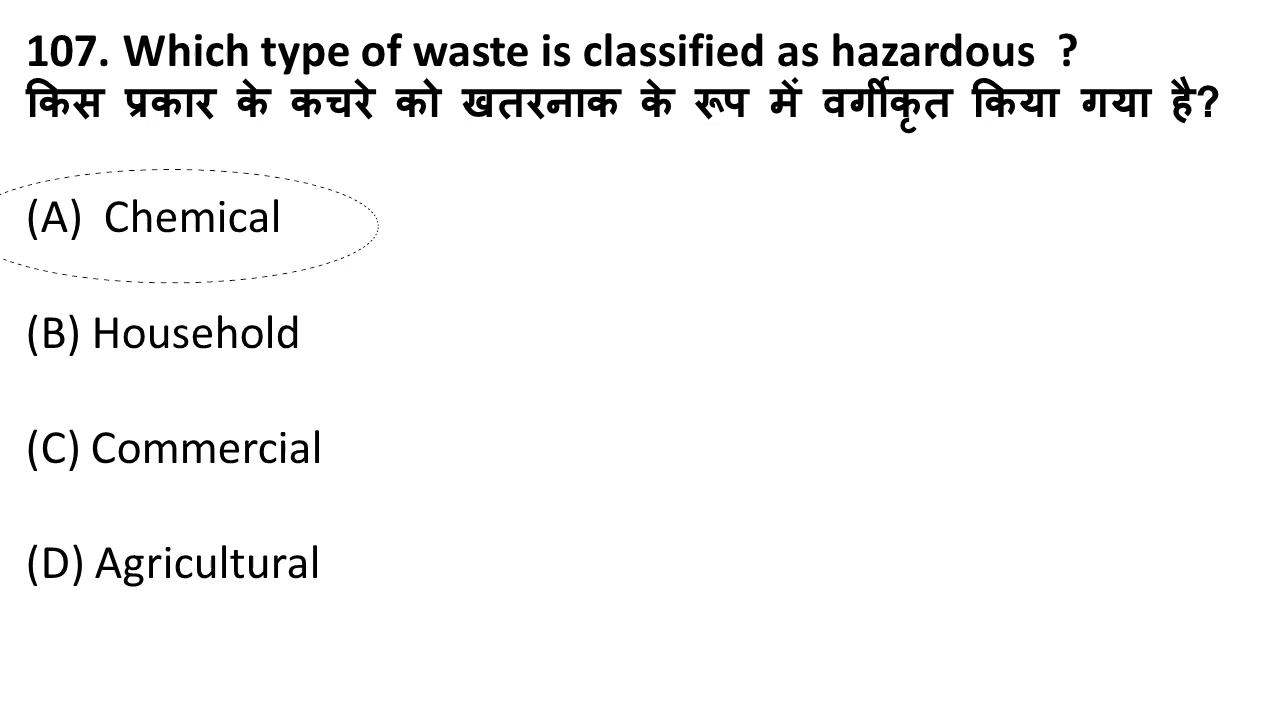 107. Which type of waste is classified as hazardous ?
किस प्रकार के कचरे को खतरनाक के रूप में वर्गीकृत किया गया है?
(A) Chemical
(B) Household
(C) Commercial
(D) Agricultural